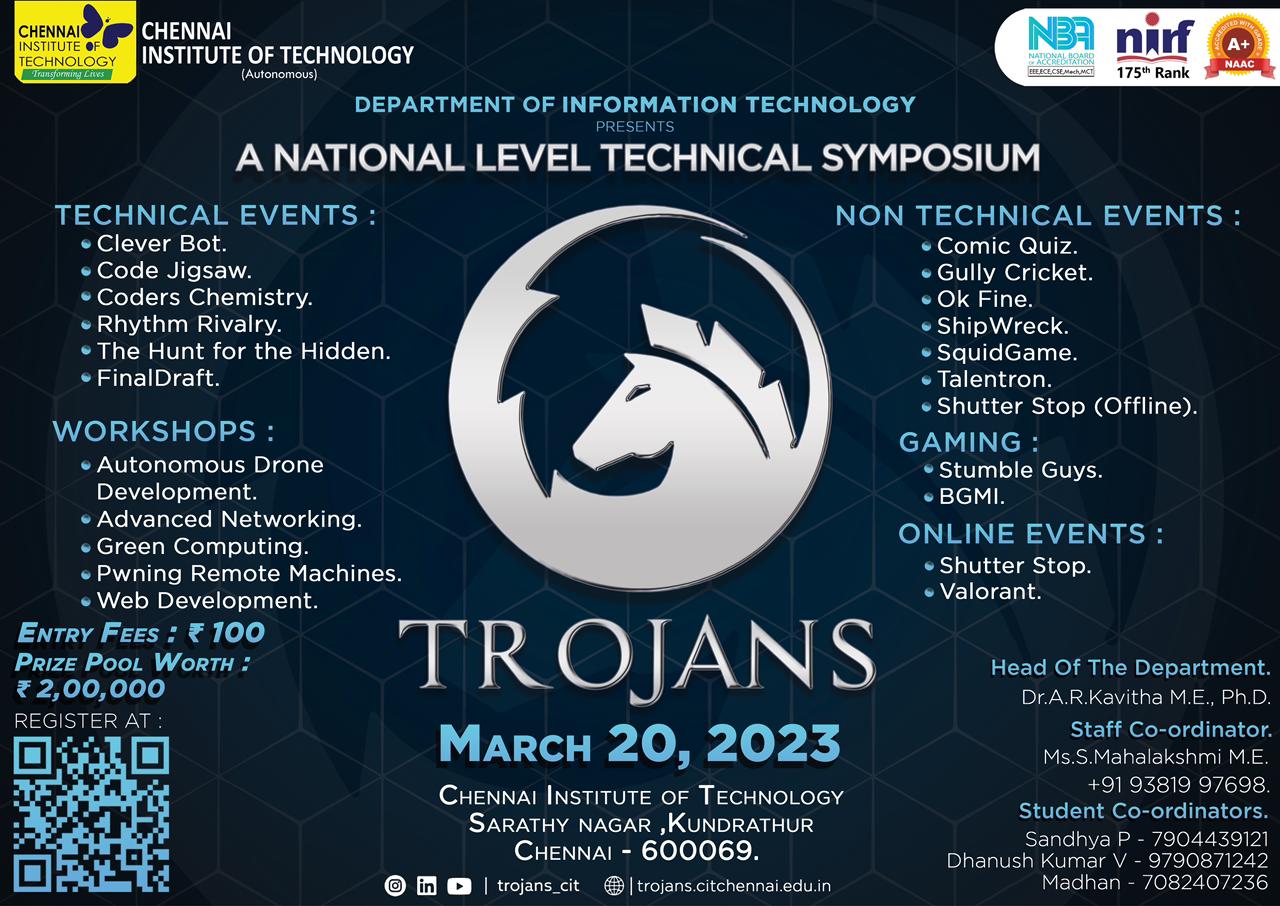 CHENNAI
INSTITUTE OF
TECHNOLOGY
Transforming Lives
CHENNAI
INSTITUTE OF TECHNOLOGY
(Autonomous)
NBA
NATIONAL BOARD
OF ACCREDITATION
EEE,ECE,CSE,Mech,MCT
nirf
175th Rank
ACCREDITED WITH GRADE
A+
NAAC
DEPARTMENT OF INFORMATION TECHNOLOGY
PRESENTS
A NATIONAL LEVEL TECHNICAL SYMPOSIUM
TECHNICAL EVENTS :
Clever Bot.
Code Jigsaw.
Coders Chemistry.
Rhythm Rivalry.
The Hunt for the Hidden.
FinalDraft.
WORKSHOPS :
Autonomous Drone
Development.
Advanced Networking.
Green Computing.
Pwning Remote Machines.
Web Development.
ENTRY FEES : ₹ 100
PRIZE POOL WORTH :
₹ 2,00,000
REGISTER AT :
NON TECHNICAL EVENTS :
Comic Quiz.
Gully Cricket.
Ok Fine.
ShipWreck.
SquidGame.
Talentron.
Shutter Stop (Offline).
GAMING :
Stumble Guys.
BGMI.
ONLINE EVENTS :
Shutter Stop.
Valorant.
TROJANS
MARCH 20, 2023
CHENNAI INSTITUTE OF TECHNOLOGY
SARATHY NAGAR ,KUNDRATHUR
CHENNAI - 600069.
| trojans_cit | trojans.citchennai.edu.in
Head Of The Department.
Dr.A.R.Kavitha M.E., Ph.D.
Staff Co-ordinator.
Ms.S.Mahalakshmi M.E.
+91 93819 97698.
Student Co-ordinators.
Sandhya P - 7904439121
Dhanush Kumar V - 9790871242
Madhan - 7082407236